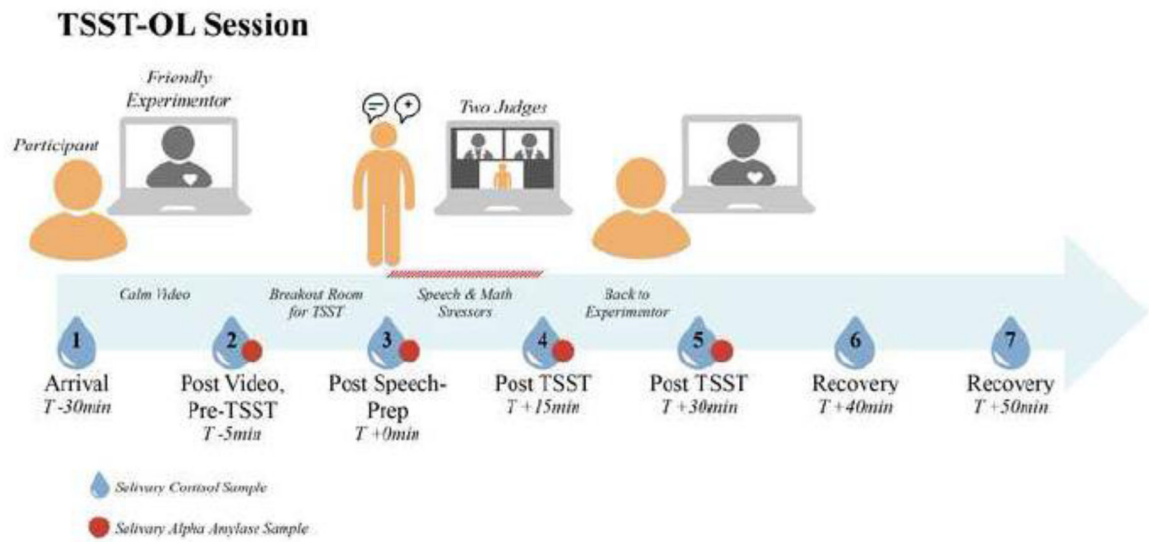 TSST-OL Session
Friendly
Experimentor
Participant
Two Judges
Calm Video
Breakout Room
for TSST
Speech & Math
Stressors
Back to
Experimentor
1
2
3
4
5
6
7
Arrival
T -30min
Post Video,
Pre-TSST
T -5min
Post Speech-
Prep
T +0min
Post TSST
T +15min
Post TSST
T +30min
Recovery
T +40min
Recovery
T +50min
Salivary Cortisol Sample
Salivary Alpha Amylase Sample